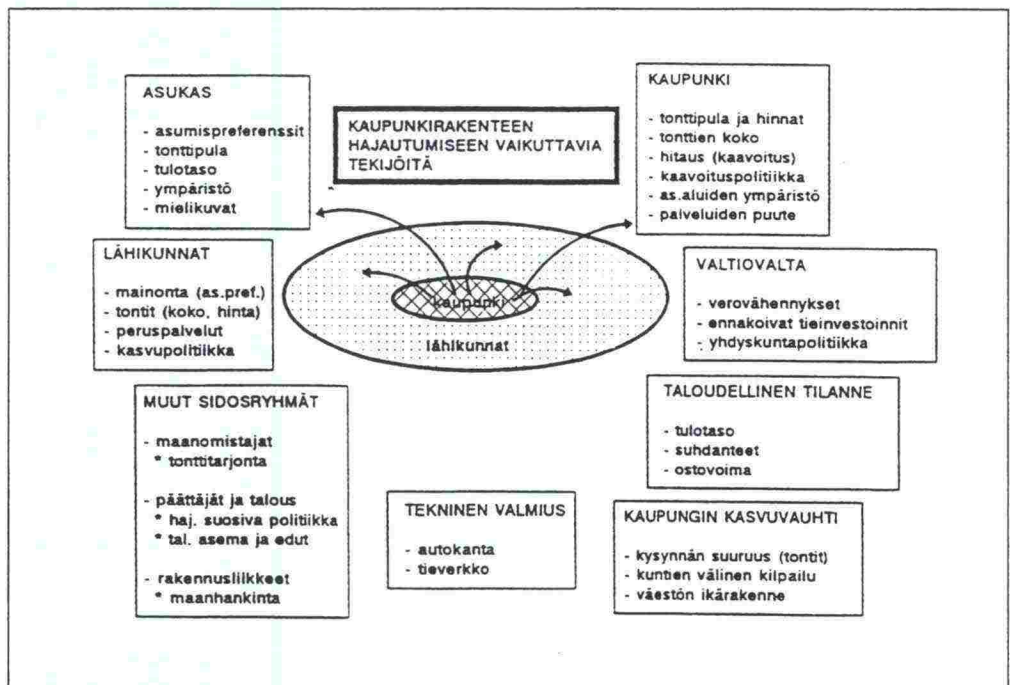 KAUPUNKIRAKENTEEN
HAJAUTUMISEEN VAIKUTTAVIA
TEKIJÖITÄ
ASUKAS
- asumispreferenssit
- tonttipula
- tulotaso
- ympäristö
- mielikuvat
KAUPUNKI
- tonttipula ja hinnat
- tonttien koko
- hitaus (kaavoitus)
- kaavoituspolitiikka
- as.aluiden ympäristö
- palveluiden puute
LÄHIKUNNAT
- mainonta (as.pref.)
- tontit (koko, hinta)
- peruspalvelut
- kasvupolitiikka
kaupunki
lähikunnat
VALTIOVALTA
- verovähennykset
- ennakoivat tieinvestoinnit
- yhdyskuntapolitiikka
MUUT SIDOSRYHMÄT
- maanomistajat
* tonttitarjonta
- päättäjät ja talous
* haj. suosiva politiikka
* tal. asema ja edut
- rakennusliikkeet
* maanhankinta
TALOUDELLINEN TILANNE
- tulotaso
- suhdanteet
- ostovoima
TEKNINEN VALMIUS
- autokanta
- tieverkko
KAUPUNGIN KASVUVAUHTI
- kysynnän suuruus (tontit)
- kuntien välinen kilpailu
- väestön ikärakenne